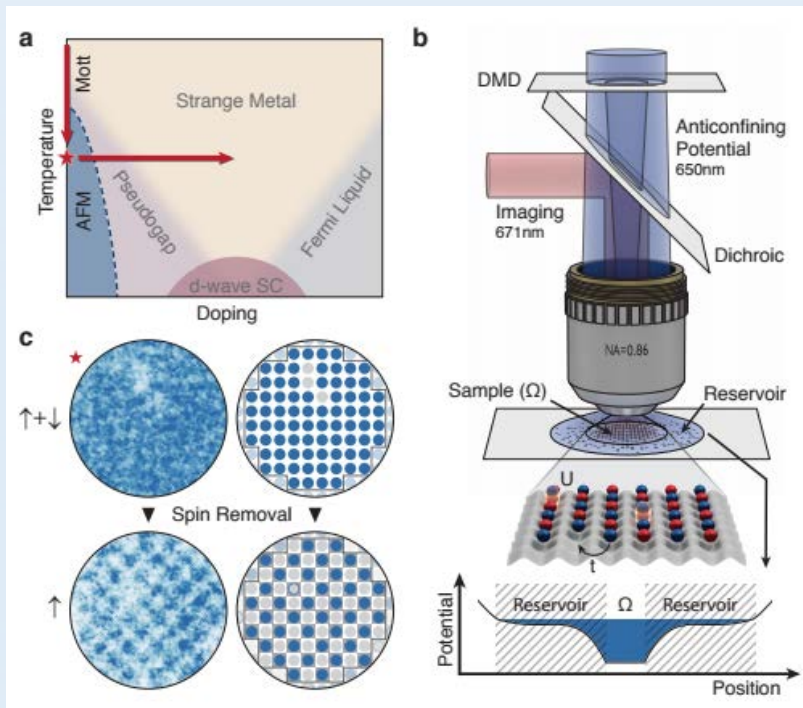 a
Temperature
Mott
AFM
Pseudogap
Strange Metal
Fermi Liquid
d-wave SC
Doping
b
DMD
Anticonfining
Potential
650nm
Imaging
671nm
Dichroic
NA=0.86
Sample (Ω)
Reservoir
U
t
Potential
Reservoir
Ω
Reservoir
Position
c
↑+↓
Spin Removal
↑